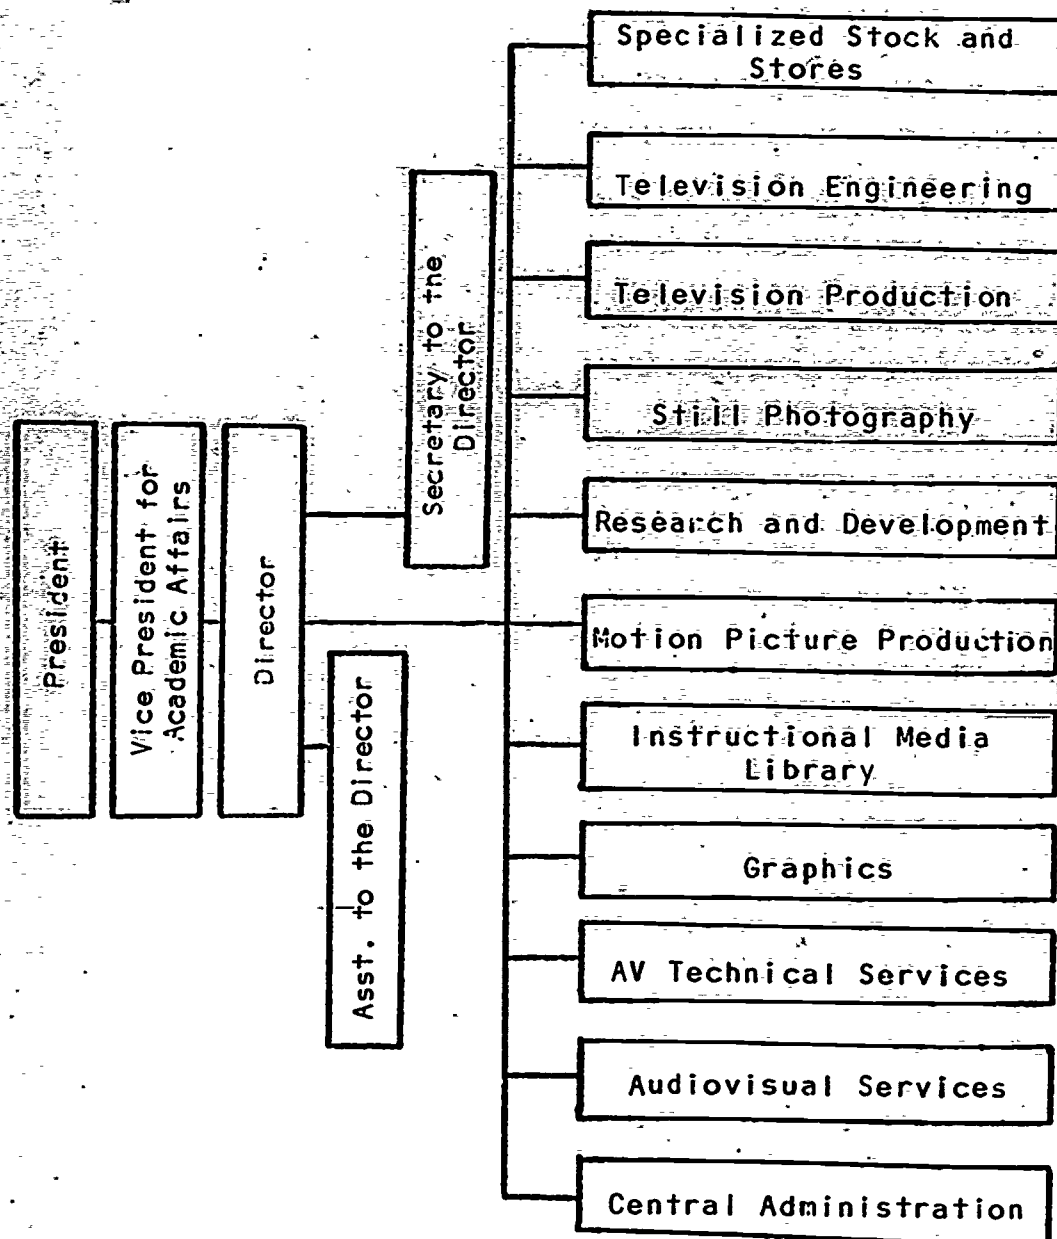 President
Vice President for
Academic Affairs
Director
Asst. to the Director
Secretary to tne
Director
Specialized Stock and
Stores
Television Engineering
Television Production
Still Photography
Research and Development
Motion Picture Production
Instructional Media
Library
Graphics
AV Technical Services
Audiovisual Services
Central Administration